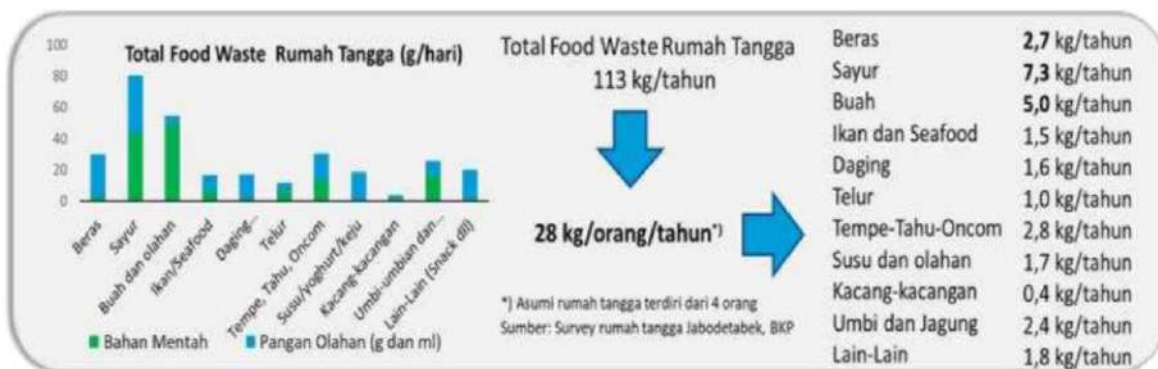 Total Food Waste Rumah Tangga (g/hari)
100
80
60
40
20
0
Beras
Sayur
Buah dan olahan
Ikan/Seafood
Daging...
Telur
Tempe, Tahu, Oncom
Susu/yoghurt/keju
Kacang-kacangan
Umbi-umbian dan...
Lain-Lain (Snack dll)
Bahan Mentah
Pangan Olahan (g dan ml)
Total Food Waste Rumah Tangga
113 kg/tahun
28 kg/orang/tahun*)
*) Asumi rumah tangga terdiri dari 4 orang
Sumber: Survey rumah tangga Jabodetabek, BKP
Beras 2,7 kg/tahun
Sayur 7,3 kg/tahun
Buah 5,0 kg/tahun
Ikan dan Seafood 1,5 kg/tahun
Daging 1,6 kg/tahun
Telur 1,0 kg/tahun
Tempe-Tahu-Oncom 2,8 kg/tahun
Susu dan olahan 1,7 kg/tahun
Kacang-kacangan 0,4 kg/tahun
Umbi dan Jagung 2,4 kg/tahun
Lain-Lain 1,8 kg/tahun